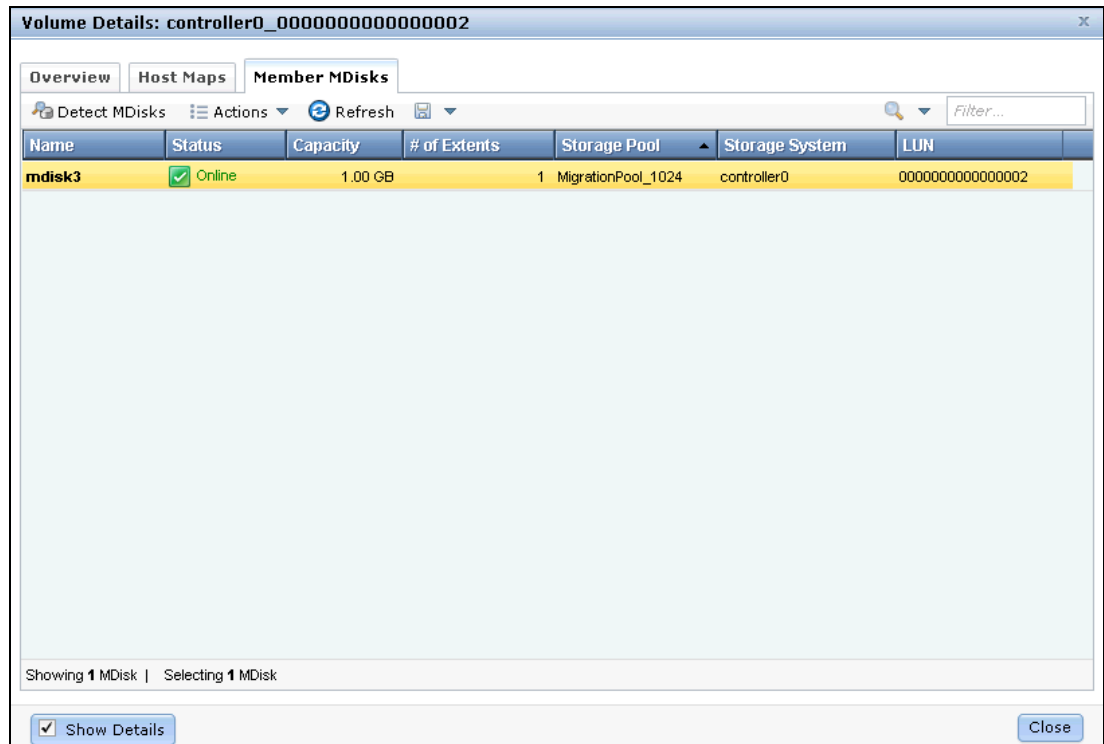 Volume Details: controller0_0000000000000002 x
Overview Host Maps Member MDisks
Detect MDisks Actions Refresh Filter...
Name Status Capacity # of Extents Storage Pool Storage System LUN
mdisk3 Online 1.00 GB 1 MigrationPool_1024 controller0 0000000000000002
Showing 1 MDisk | Selecting 1 MDisk
Show Details Close